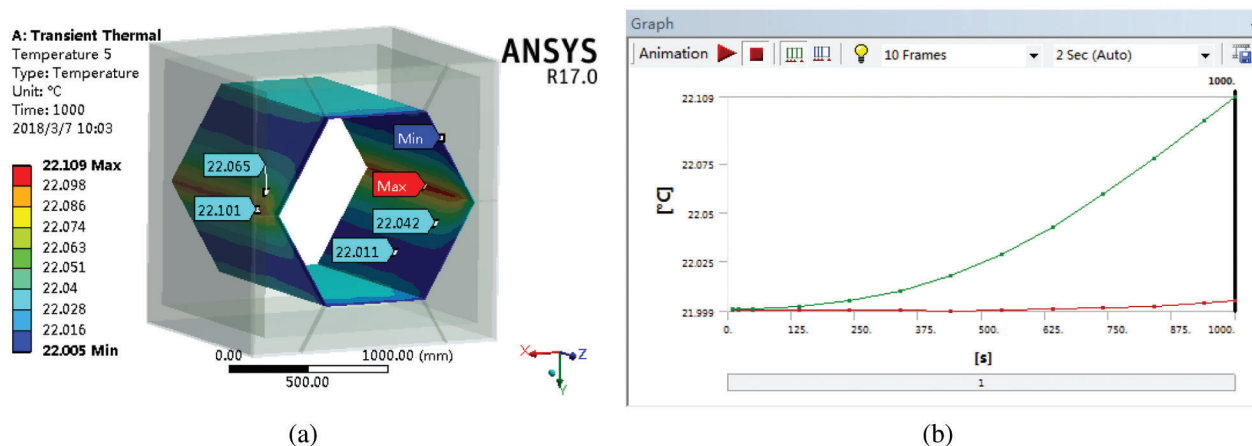 A: Transient Thermal
Temperature 5
Type: Temperature
Unit: °C
Time: 1000
2018/3/7 10:03
22.109 Max
22.098
22.086
22.074
22.063
22.051
22.04
22.028
22.016
22.005 Min
ANSYS
R17.0
Min
22.065
Max
22.101
22.042
22.011
0.00
1000.00 (mm)
500.00
X
Z
Y
(a)
Graph
Animation
10 Frames
2 Sec (Auto)
1000.
22.109
22.075
22.05
22.025
21.999
[°C]
0. 125. 250. 375. 500. 625. 750. 875. 1000.
[s]
1
(b)